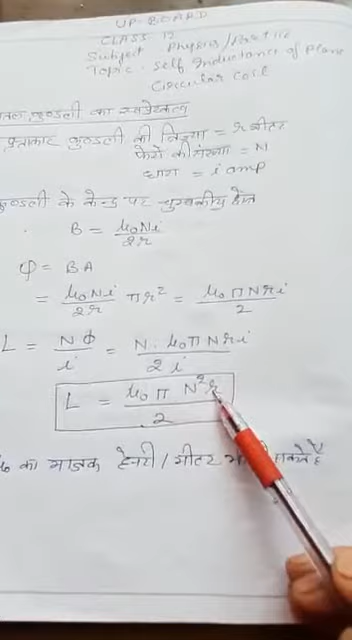 UP-BOARD
CLASS 12
Subject Physics
Topic - Self Inductance of Plane
Circular Coil
कुण्डली का स्वप्रेरकत्व
वृत्ताकार कुण्डली की त्रिज्या = r मीटर
फेरों की संख्या = N
धारा = i amp
कुण्डली के केन्द्र पर चुम्बकीय क्षेत्र
B = μ₀Ni/2r
φ = B·A
= μ₀Ni/2r πr² = μ₀πNri/2
L = Nφ/i = N·μ₀πNri/2i
L = μ₀πN²r/2
का मात्रक हेनरी/मीटर